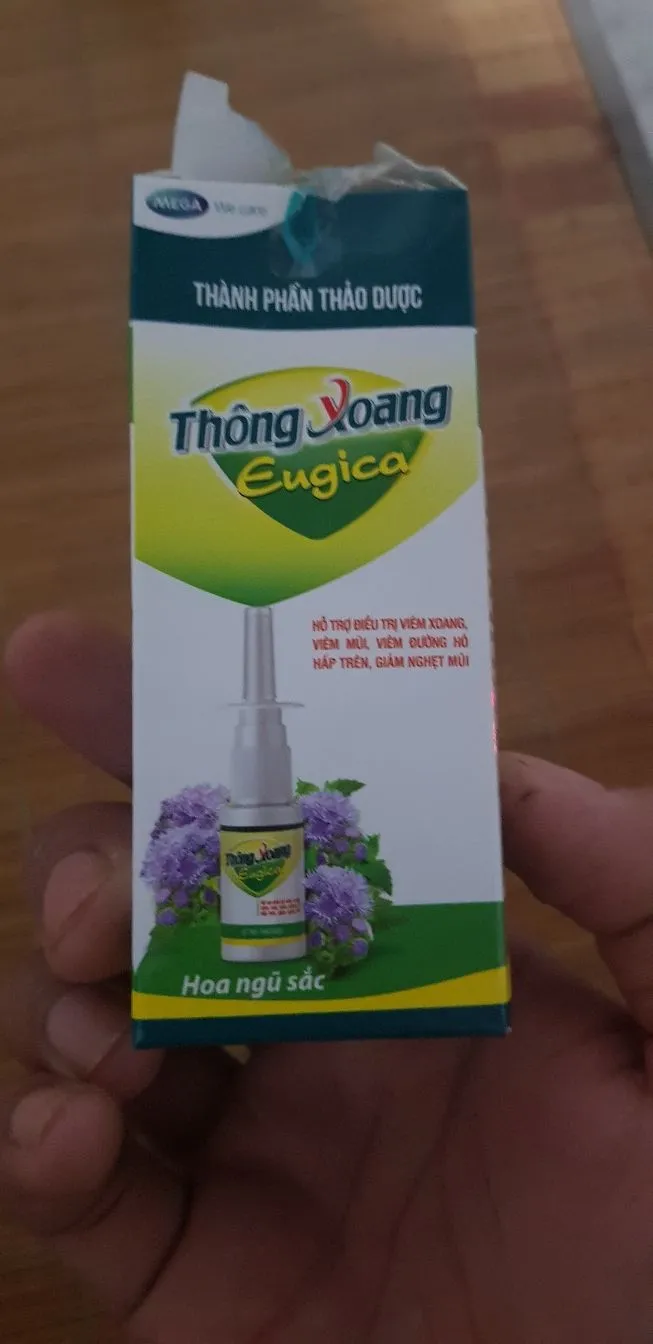 MEGA We care
THÀNH PHẦN THẢO DƯỢC
Thông Xoang
Eugica
HỖ TRỢ ĐIỀU TRỊ VIÊM XOANG,
VIÊM MŨI, VIÊM ĐƯỜNG HÔ
HẤP TRÊN, GIẢM NGHẸT MŨI
Thông Xoang
Eugica
Hoa ngũ sắc